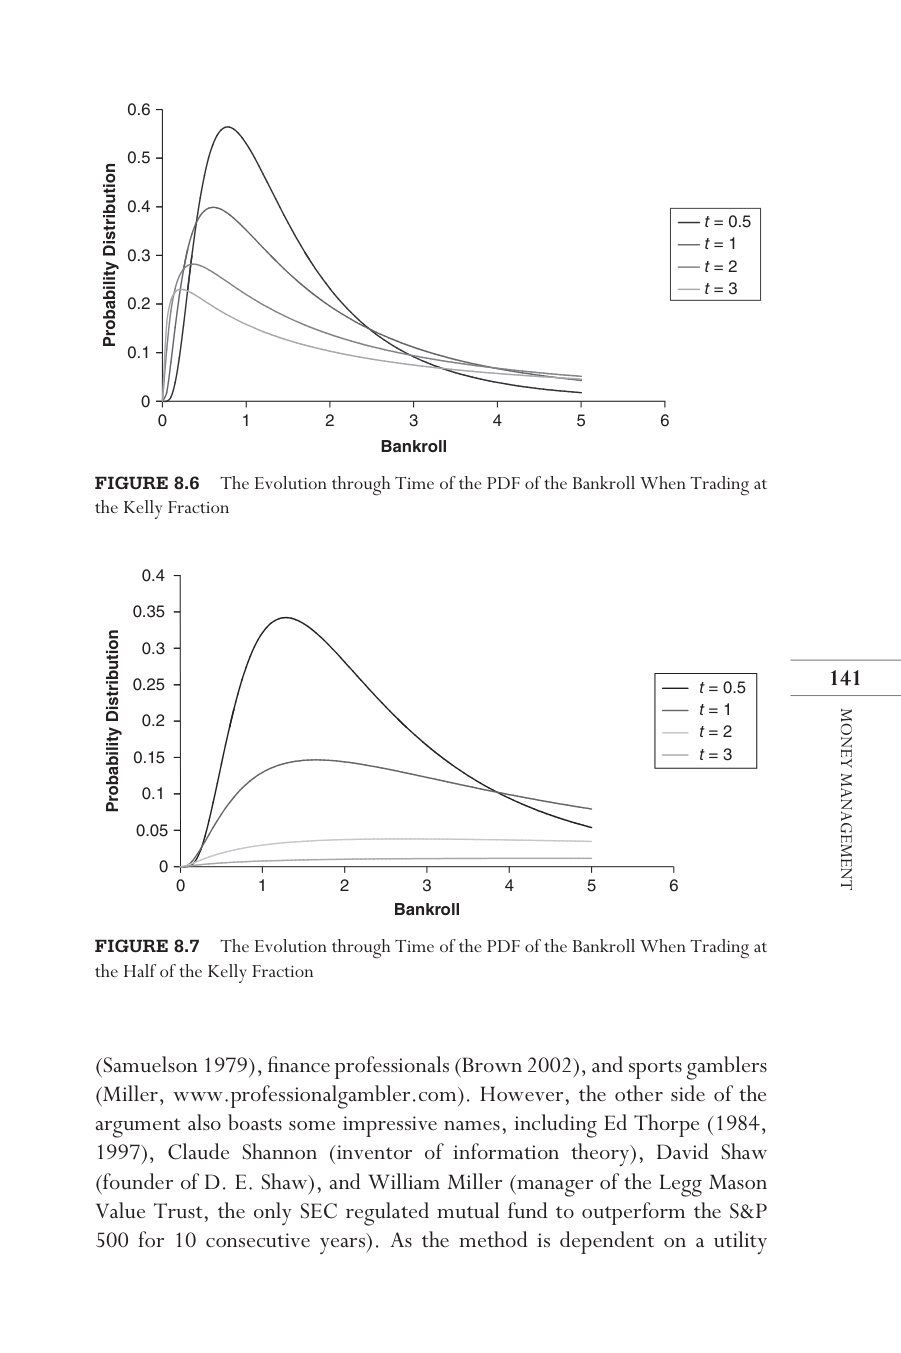 0.6
0.5
0.4
0.3
0.2
0.1
0
Probability Distribution
0 1 2 3 4 5 6
Bankroll
t = 0.5
t = 1
t = 2
t = 3
FIGURE 8.6 The Evolution through Time of the PDF of the Bankroll When Trading at
the Kelly Fraction
0.4
0.35
0.3
0.25
0.2
0.15
0.1
0.05
0
Probability Distribution
0 1 2 3 4 5 6
Bankroll
t = 0.5
t = 1
t = 2
t = 3
FIGURE 8.7 The Evolution through Time of the PDF of the Bankroll When Trading at
the Half of the Kelly Fraction
141
MONEY MANAGEMENT
(Samuelson 1979), finance professionals (Brown 2002), and sports gamblers
(Miller, www.professionalgambler.com). However, the other side of the
argument also boasts some impressive names, including Ed Thorpe (1984,
1997), Claude Shannon (inventor of information theory), David Shaw
(founder of D. E. Shaw), and William Miller (manager of the Legg Mason
Value Trust, the only SEC regulated mutual fund to outperform the S&P
500 for 10 consecutive years). As the method is dependent on a utility